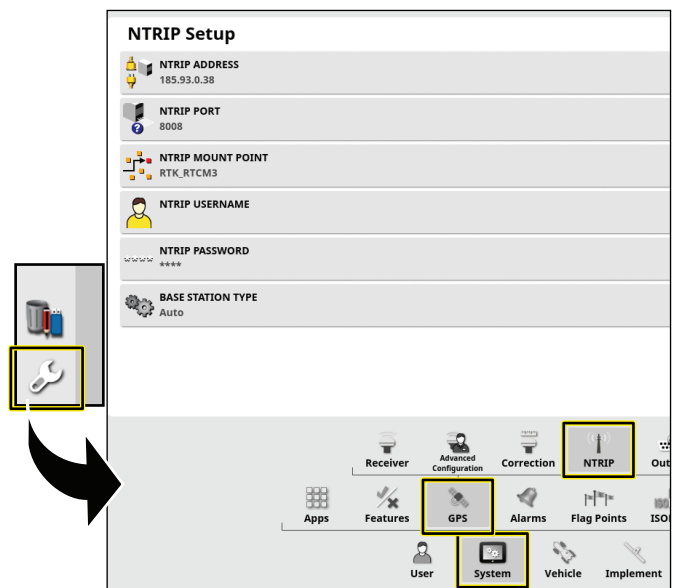 NTRIP Setup
NTRIP ADDRESS
185.93.0.38
NTRIP PORT
8008
NTRIP MOUNT POINT
RTK_RTCM3
NTRIP USERNAME
NTRIP PASSWORD
****
BASE STATION TYPE
Auto
Receiver
Advanced
Configuration
Correction
NTRIP
Out
Apps
Features
GPS
Alarms
Flag Points
ISO
User
System
Vehicle
Implement